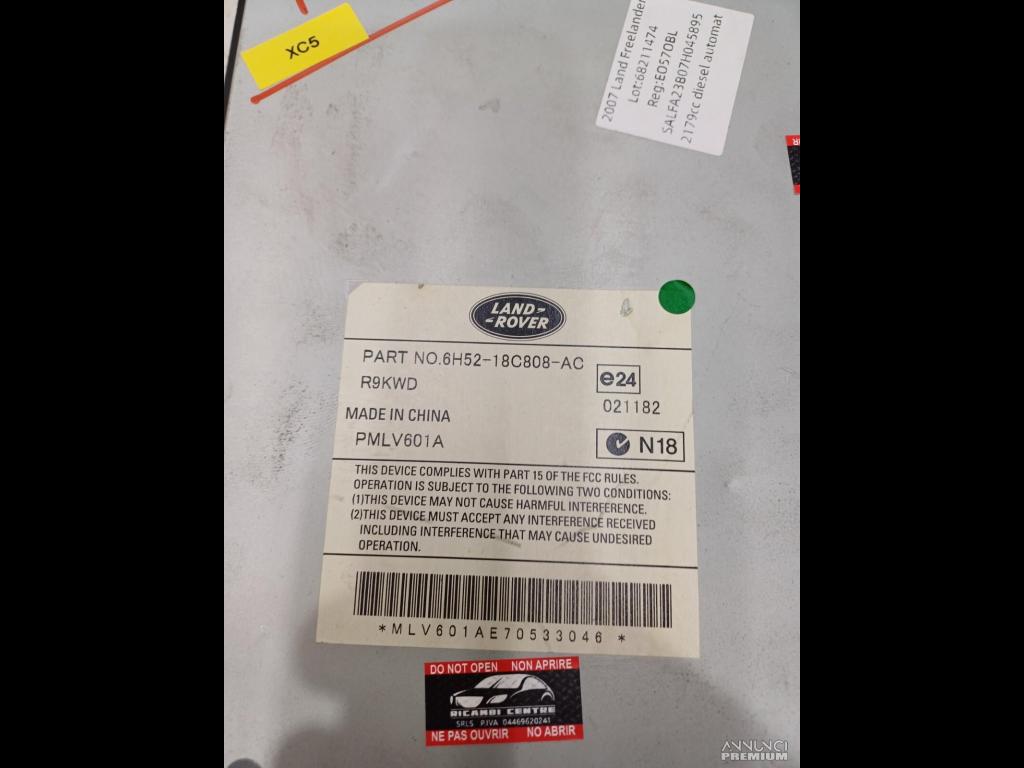 XC5
2007 Land Freelander
Lot:68211474
Reg:EO57OBL
SALFA23B07H045895
2179cc diesel automat
LAND-
-ROVER
PART NO.6H52-18C808-AC
R9KWD
e24
021182
MADE IN CHINA
PMLV601A
N18
THIS DEVICE COMPLIES WITH PART 15 OF THE FCC RULES.
OPERATION IS SUBJECT TO THE FOLLOWING TWO CONDITIONS:
(1)THIS DEVICE MAY NOT CAUSE HARMFUL INTERFERENCE.
(2)THIS DEVICE MUST ACCEPT ANY INTERFERENCE RECEIVED
INCLUDING INTERFERENCE THAT MAY CAUSE UNDESIRED
OPERATION.
*MLV601AE70533046 *
DO NOT OPEN NON APRIRE
RICAMBI CENTRE
SRLS P.IVA 04469620241
NE PAS OUVRIR NO ABRIR
ANNUNCI
PREMIUM